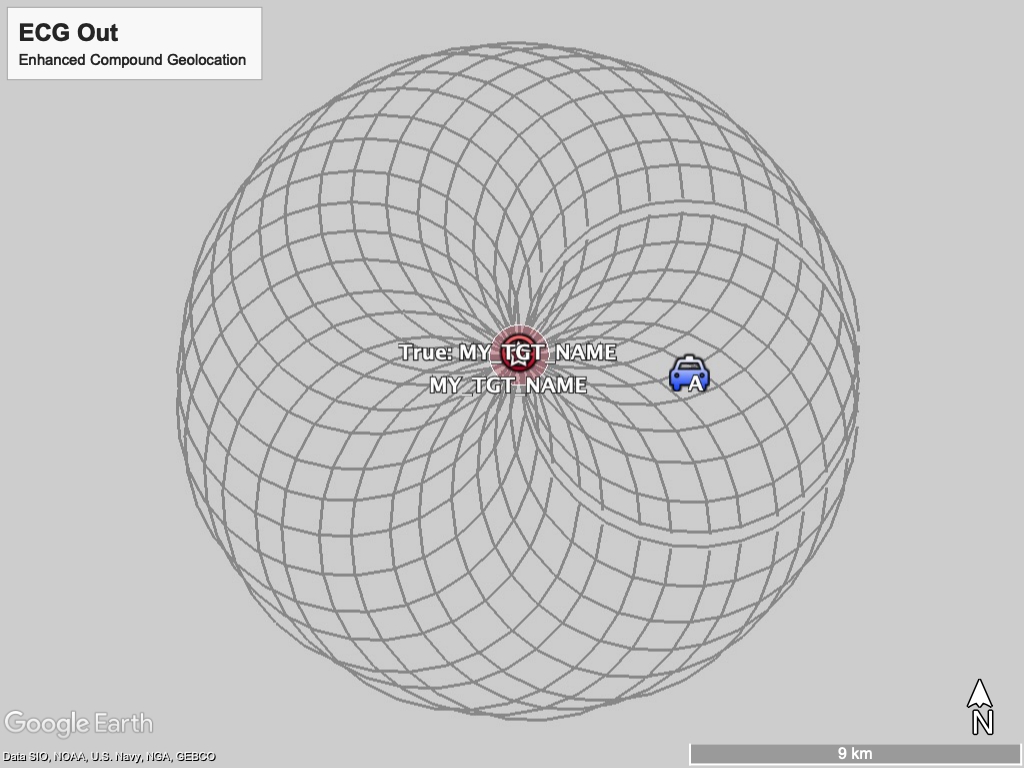 ECG Out
Enhanced Compound Geolocation
True: MY_TGT_NAME
MY_TGT_NAME
A
N
Google Earth
9 km
Data SIO, NOAA, U.S. Navy, NGA, GEBCO